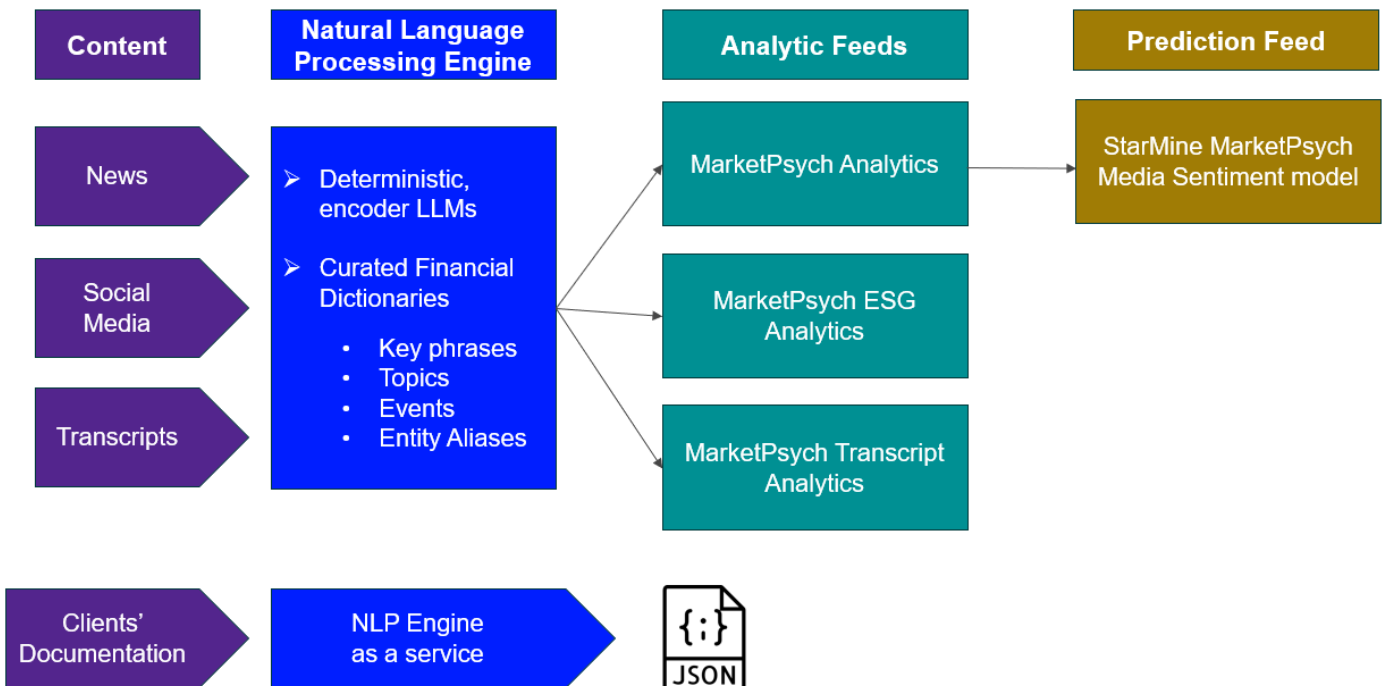 Content
Natural Language
Processing Engine
Analytic Feeds
Prediction Feed
News
Social
Media
Transcripts
➢ Deterministic,
encoder LLMs
➢ Curated Financial
Dictionaries
• Key phrases
• Topics
• Events
• Entity Aliases
MarketPsych Analytics
MarketPsych ESG
Analytics
MarketPsych Transcript
Analytics
StarMine MarketPsych
Media Sentiment model
Clients’
Documentation
NLP Engine
as a service
{;}
JSON